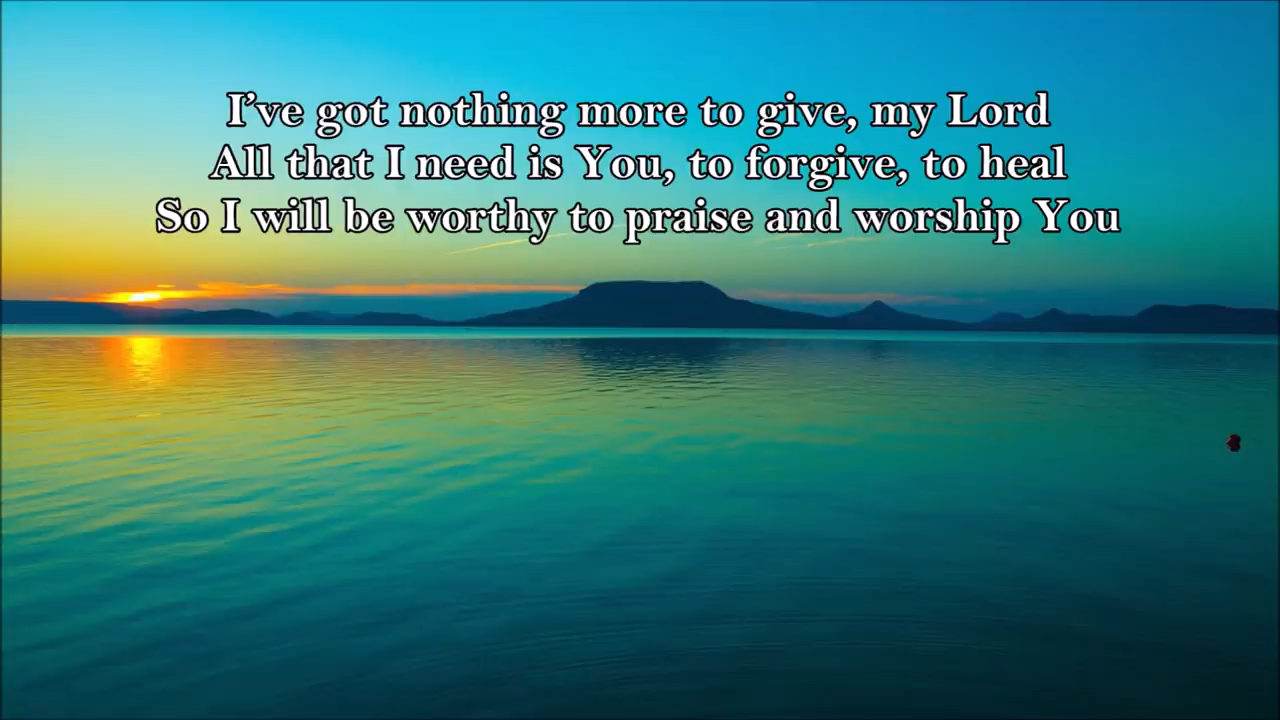 I’ve got nothing more to give, my Lord
All that I need is You, to forgive, to heal
So I will be worthy to praise and worship You